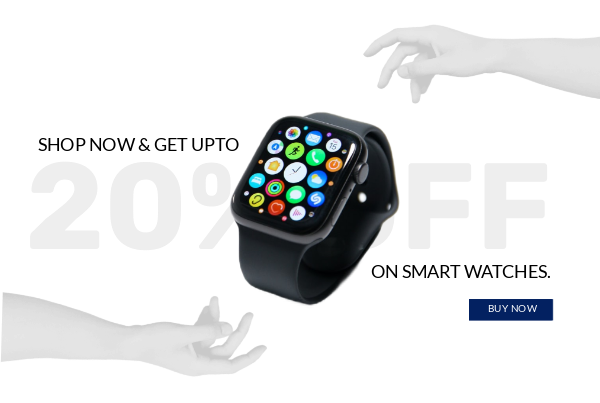 SHOP NOW & GET UPTO
20% OFF
ON SMART WATCHES.
BUY NOW